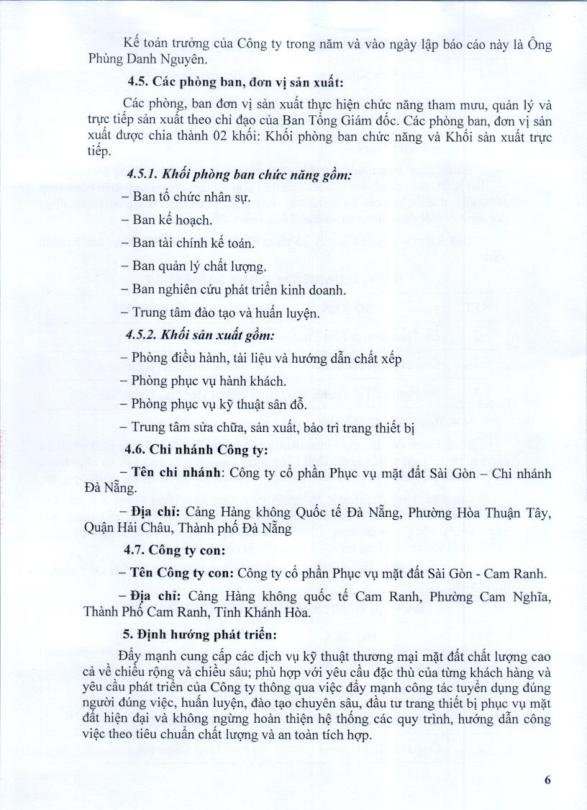 Kế toán trưởng của Công ty trong năm và vào ngày lập báo cáo này là Ông
Phùng Danh Nguyên.
4.5. Các phòng ban, đơn vị sản xuất:
Các phòng, ban đơn vị sản xuất thực hiện chức năng tham mưu, quản lý và
trực tiếp sản xuất theo chỉ đạo của Ban Tổng Giám đốc. Các phòng ban, đơn vị sản
xuất được chia thành 02 khối: Khối phòng ban chức năng và Khối sản xuất trực
tiếp.
4.5.1. Khối phòng ban chức năng gồm:
– Ban tổ chức nhân sự.
– Ban kế hoạch.
– Ban tài chính kế toán.
– Ban quản lý chất lượng.
– Ban nghiên cứu phát triển kinh doanh.
– Trung tâm đào tạo và huấn luyện.
4.5.2. Khối sản xuất gồm:
– Phòng điều hành, tài liệu và hướng dẫn chất xếp
– Phòng phục vụ hành khách.
– Phòng phục vụ kỹ thuật sân đỗ.
– Trung tâm sửa chữa, sản xuất, bảo trì trang thiết bị
4.6. Chi nhánh Công ty:
– Tên chi nhánh: Công ty cổ phần Phục vụ mặt đất Sài Gòn – Chi nhánh
Đà Nẵng.
– Địa chỉ: Cảng Hàng không Quốc tế Đà Nẵng, Phường Hòa Thuận Tây,
Quận Hải Châu, Thành phố Đà Nẵng
4.7. Công ty con:
– Tên Công ty con: Công ty cổ phần Phục vụ mặt đất Sài Gòn - Cam Ranh.
– Địa chỉ: Cảng Hàng không quốc tế Cam Ranh, Phường Cam Nghĩa,
Thành Phố Cam Ranh, Tỉnh Khánh Hòa.
5. Định hướng phát triển:
Đẩy mạnh cung cấp các dịch vụ kỹ thuật thương mại mặt đất chất lượng cao
cả về chiều rộng và chiều sâu; phù hợp với yêu cầu đặc thù của từng khách hàng và
yêu cầu phát triển của Công ty thông qua việc đẩy mạnh công tác tuyển dụng đúng
người đúng việc, huấn luyện, đào tạo chuyên sâu, đầu tư trang thiết bị phục vụ mặt
đất hiện đại và không ngừng hoàn thiện hệ thống các quy trình, hướng dẫn công
việc theo tiêu chuẩn chất lượng và an toàn tích hợp.
6